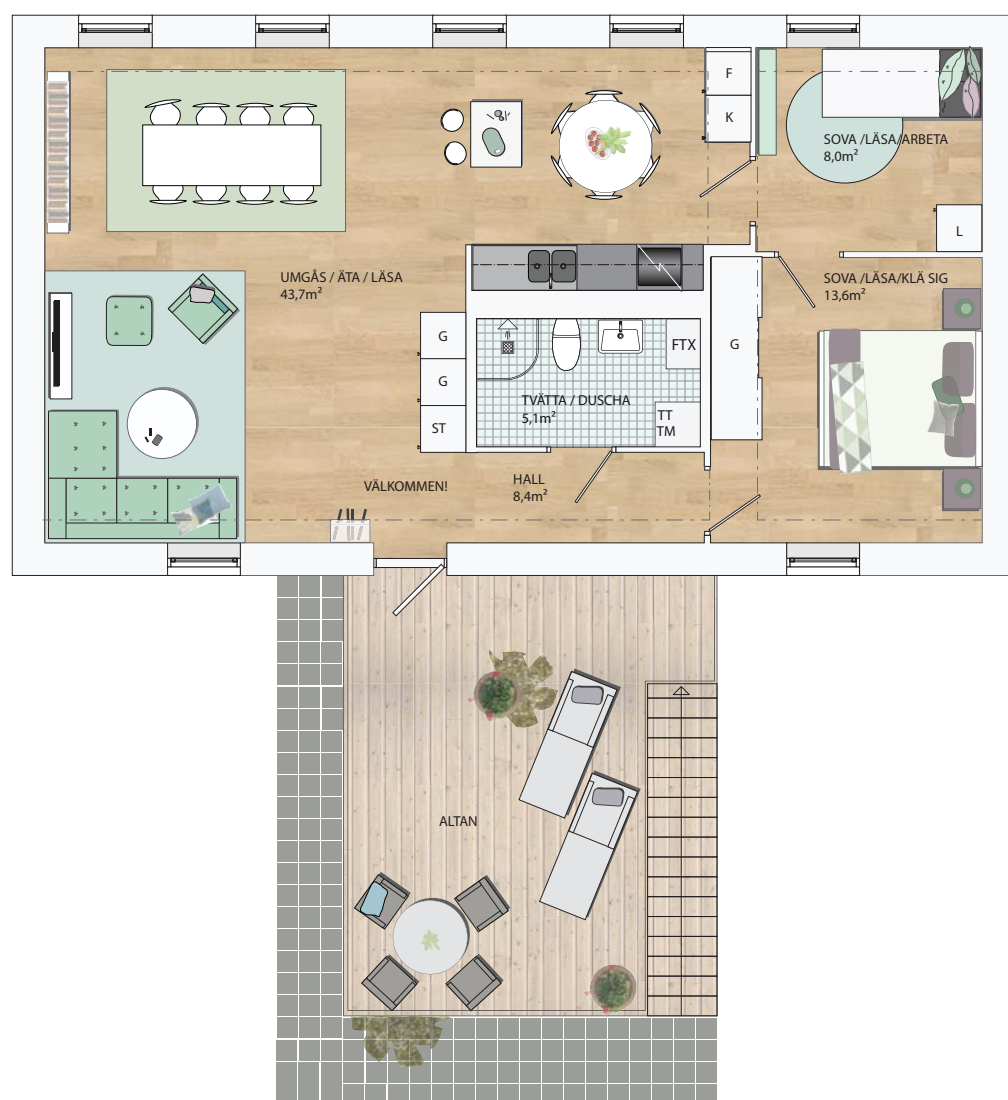 F
K
SOVA /LÄSA/ARBETA
8,0m²
L
UMGÅS / ÄTA / LÄSA
43,7m²
SOVA /LÄSA/KLÄ SIG
13,6m²
G
G
ST
FTX
G
TVÄTTA / DUSCHA
5,1m²
TT
TM
VÄLKOMMEN!
HALL
8,4m²
ALTAN